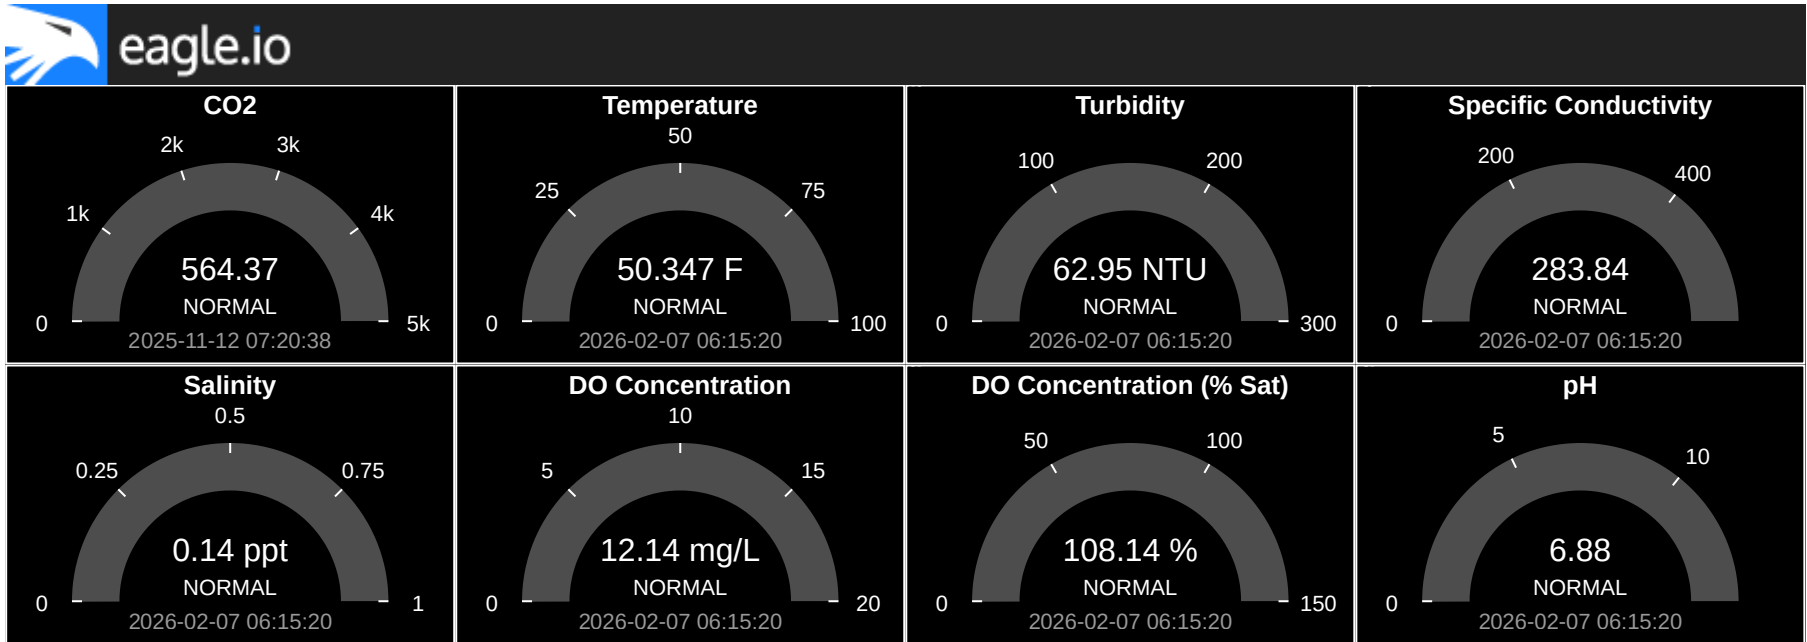 eagle.io
CO2
0
1k
2k
3k
4k
5k
564.37
NORMAL
2025-11-12 07:20:38
Temperature
0
25
50
75
100
50.347 F
NORMAL
2026-02-07 06:15:20
Turbidity
0
100
200
300
62.95 NTU
NORMAL
2026-02-07 06:15:20
Specific Conductivity
0
200
400
283.84
NORMAL
2026-02-07 06:15:20
Salinity
0
0.25
0.5
0.75
1
0.14 ppt
NORMAL
2026-02-07 06:15:20
DO Concentration
0
5
10
15
20
12.14 mg/L
NORMAL
2026-02-07 06:15:20
DO Concentration (% Sat)
0
50
100
150
108.14 %
NORMAL
2026-02-07 06:15:20
pH
0
5
10
6.88
NORMAL
2026-02-07 06:15:20